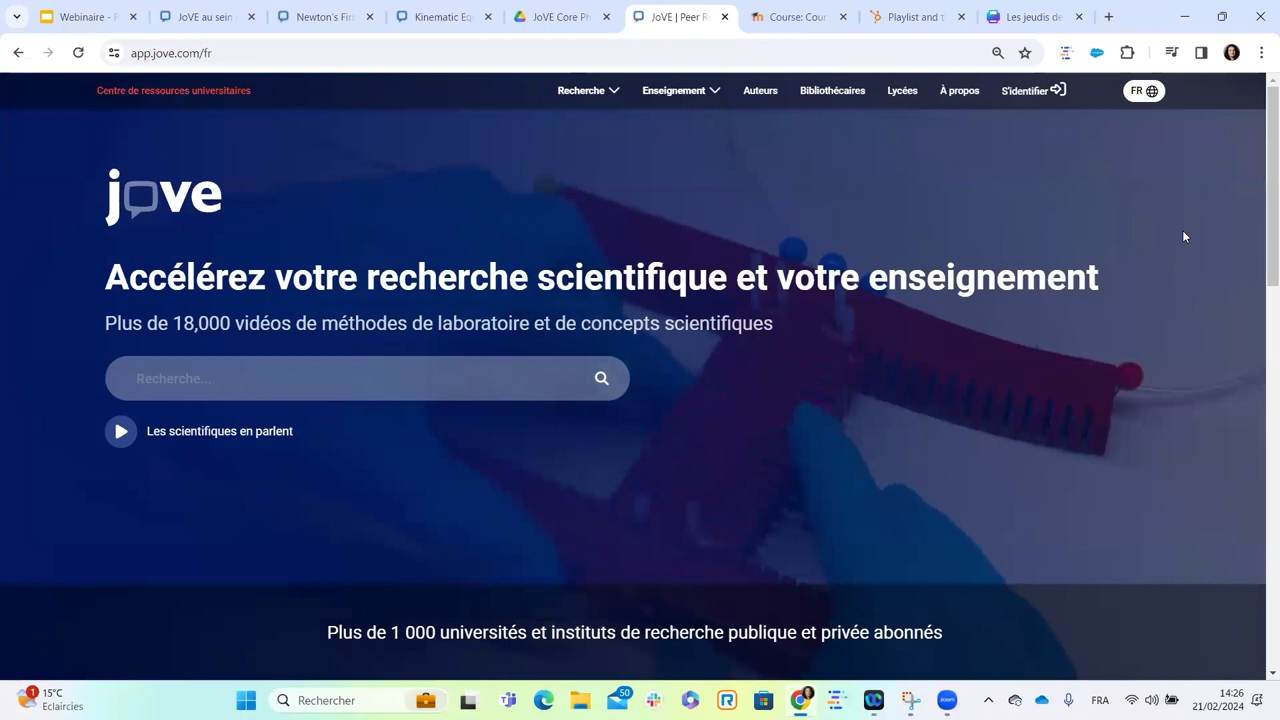 Webinaire - P
JoVE au sein
Newton's Firs
Kinematic Eq
JoVE Core Ph
JoVE | Peer R
Course: Cour
Playlist and t
Les jeudis de
app.jove.com/fr
Centre de ressources universitaires
Recherche
Enseignement
Auteurs
Bibliothécaires
Lycées
À propos
S'identifier
FR
jove
Accélérez votre recherche scientifique et votre enseignement
Plus de 18,000 vidéos de méthodes de laboratoire et de concepts scientifiques
Recherche...
Les scientifiques en parlent
Plus de 1 000 universités et instituts de recherche publique et privée abonnés
1
15°C
Eclaircies
Rechercher
50
zoom
FRA
14:26
21/02/2024